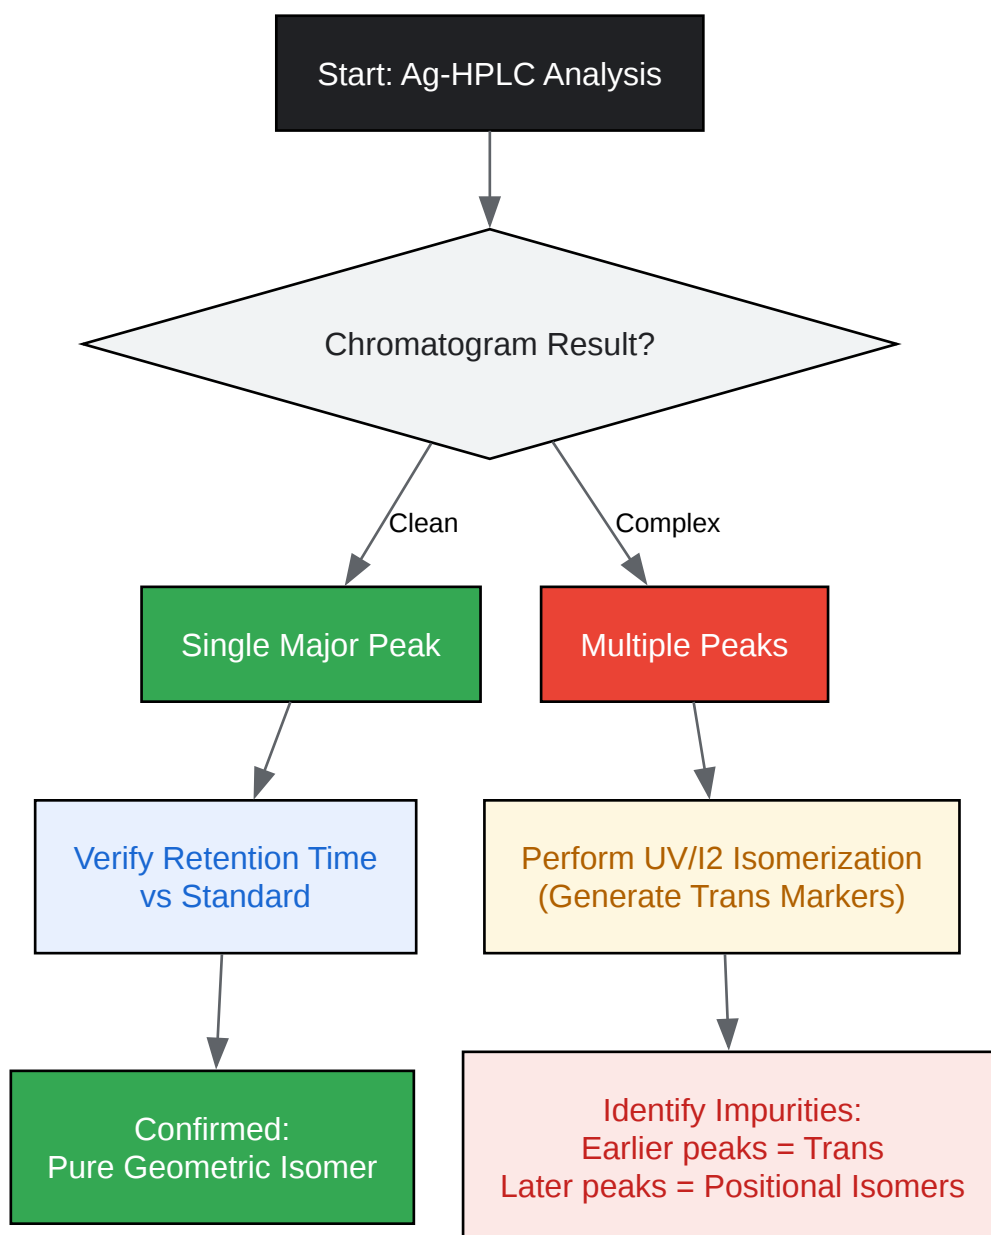 Start: Ag-HPLC Analysis
Chromatogram Result?
Clean
Complex
Single Major Peak
Multiple Peaks
Verify Retention Time
vs Standard
Perform UV/I2 Isomerization
(Generate Trans Markers)
Confirmed:
Pure Geometric Isomer
Identify Impurities:
Earlier peaks = Trans
Later peaks = Positional Isomers